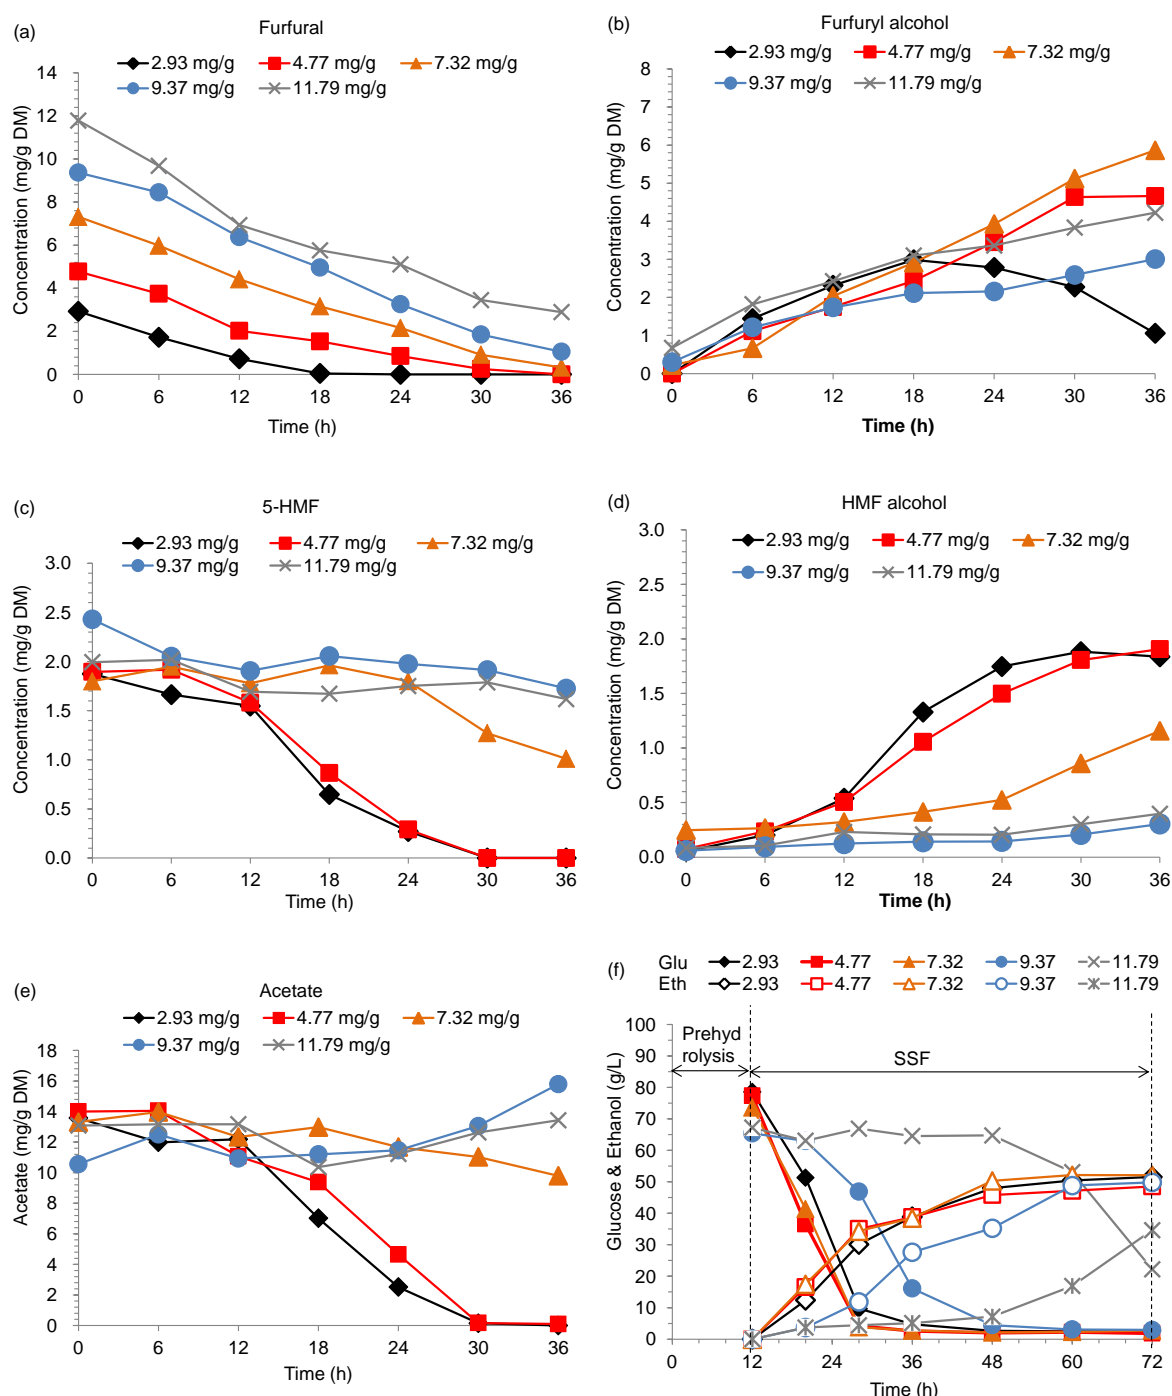 (a)
Furfural
2.93 mg/g 4.77 mg/g 7.32 mg/g
9.37 mg/g 11.79 mg/g
Concentration (mg/g DM)
14
12
10
8
6
4
2
0
0 6 12 18 24 30 36
Time (h)
(b)
Furfuryl alcohol
2.93 mg/g 4.77 mg/g 7.32 mg/g
9.37 mg/g 11.79 mg/g
Concentration (mg/g DM)
8
7
6
5
4
3
2
1
0
0 6 12 18 24 30 36
Time (h)
(c)
5-HMF
2.93 mg/g 4.77 mg/g 7.32 mg/g
9.37 mg/g 11.79 mg/g
Concentration (mg/g DM)
3.0
2.5
2.0
1.5
1.0
0.5
0.0
0 6 12 18 24 30 36
Time (h)
(d)
HMF alcohol
2.93 mg/g 4.77 mg/g 7.32 mg/g
9.37 mg/g 11.79 mg/g
Concentration (mg/g DM)
3.0
2.5
2.0
1.5
1.0
0.5
0.0
0 6 12 18 24 30 36
Time (h)
(e)
Acetate
2.93 mg/g 4.77 mg/g 7.32 mg/g
9.37 mg/g 11.79 mg/g
Acetate (mg/g DM)
18
16
14
12
10
8
6
4
2
0
0 6 12 18 24 30 36
Time (h)
(f)
Glu 2.93 4.77 7.32 9.37 11.79
Eth 2.93 4.77 7.32 9.37 11.79
Prehyd
rolysis
SSF
Glucose & Ethanol (g/L)
100
90
80
70
60
50
40
30
20
10
0
0 12 24 36 48 60 72
Time (h)